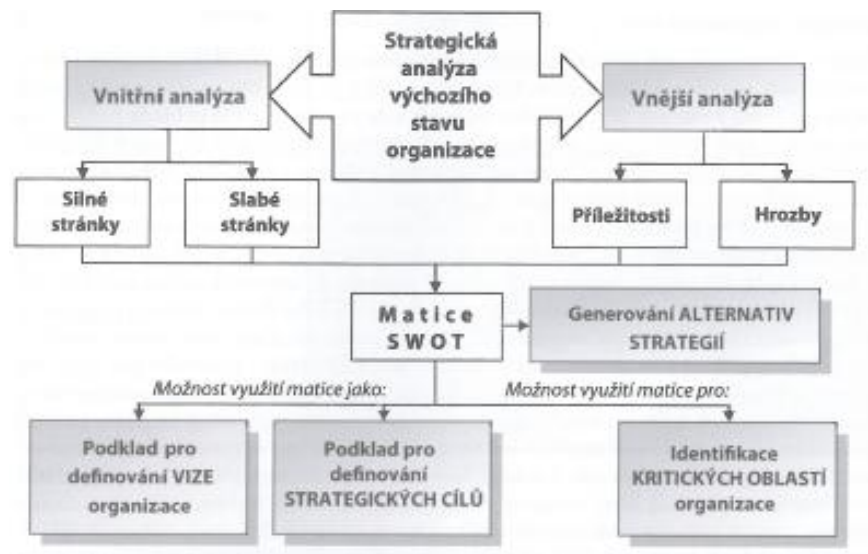 Strategická
analýza
výchozího
stavu
organizace
Vnitřní analýza
Vnější analýza
Silné
stránky
Slabé
stránky
Příležitosti
Hrozby
Matice
SWOT
Generování ALTERNATIV
STRATEGIÍ
Možnost využití matice jako:
Možnost využití matice pro:
Podklad pro
definování VIZE
organizace
Podklad pro
definování
STRATEGICKÝCH CÍLŮ
Identifikace
KRITICKÝCH OBLASTÍ
organizace